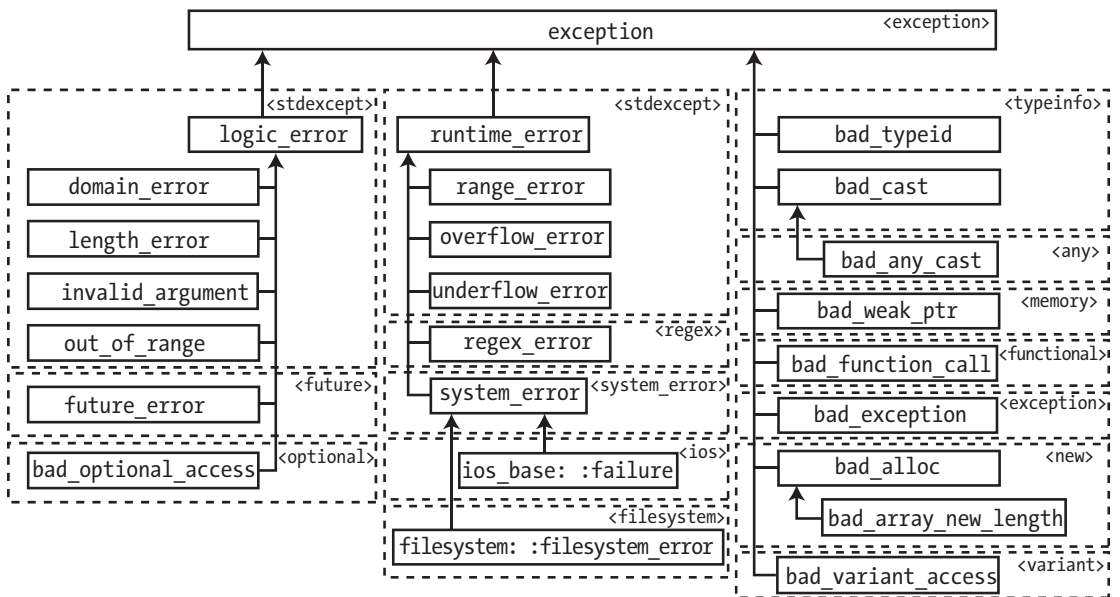 exception
<exception>
<stdexcept>
logic_error
domain_error
length_error
invalid_argument
out_of_range
<future>
future_error
<optional>
bad_optional_access
<stdexcept>
runtime_error
range_error
overflow_error
underflow_error
<regex>
regex_error
<system_error>
system_error
<ios>
ios_base: :failure
<filesystem>
filesystem: :filesystem_error
<typeinfo>
bad_typeid
bad_cast
<any>
bad_any_cast
<memory>
bad_weak_ptr
<functional>
bad_function_call
<exception>
bad_exception
<new>
bad_alloc
bad_array_new_length
<variant>
bad_variant_access